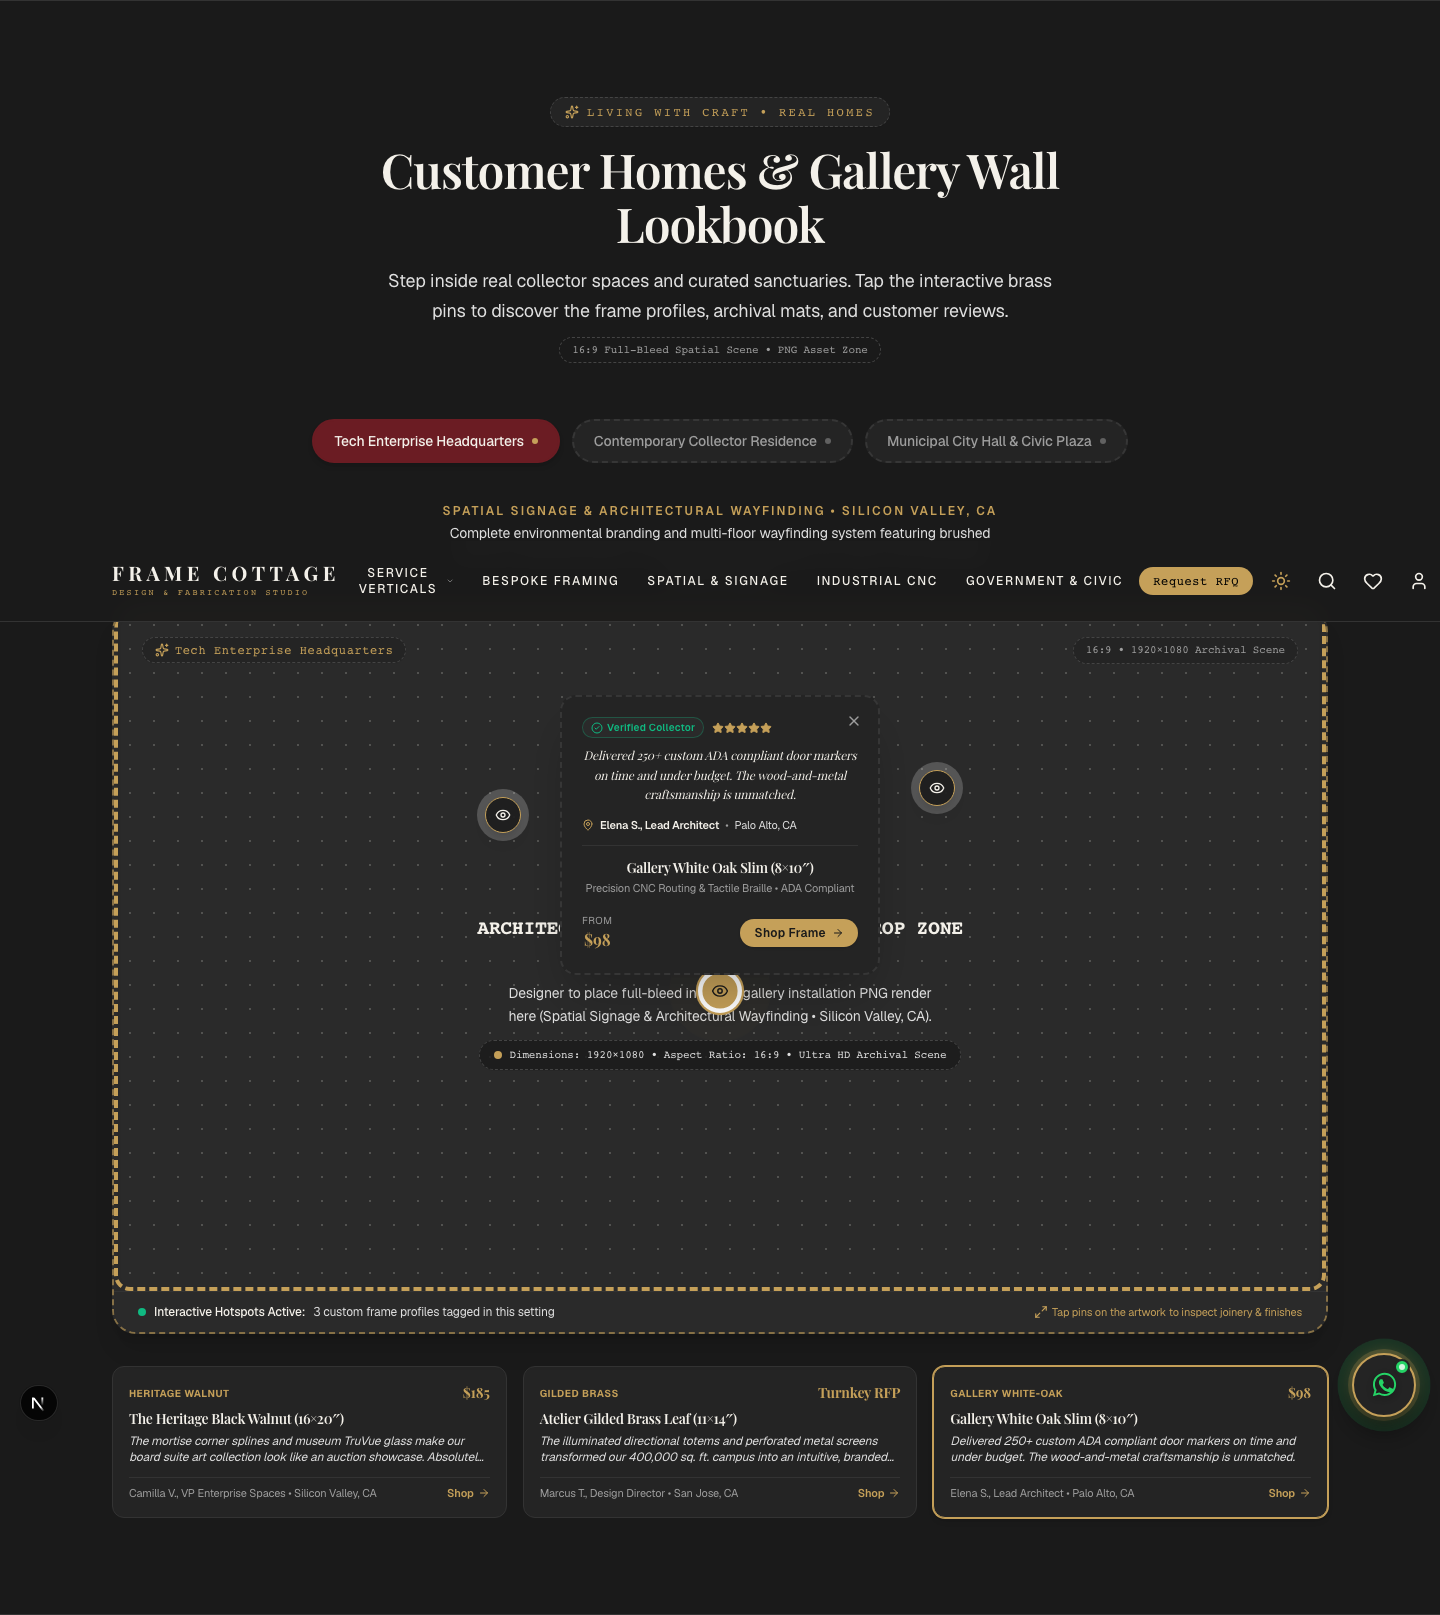 LIVING WITH CRAFT • REAL HOMES
Customer Homes & Gallery Wall
Lookbook
Step inside real collector spaces and curated sanctuaries. Tap the interactive brass
pins to discover the frame profiles, archival mats, and customer reviews.
16:9 Full-Bleed Spatial Scene • PNG Asset Zone
Tech Enterprise Headquarters
Contemporary Collector Residence
Municipal City Hall & Civic Plaza
SPATIAL SIGNAGE & ARCHITECTURAL WAYFINDING • SILICON VALLEY, CA
Complete environmental branding and multi-floor wayfinding system featuring brushed
FRAME COTTAGE
DESIGN & FABRICATION STUDIO
SERVICE
VERTICALS
BESPOKE FRAMING
SPATIAL & SIGNAGE
INDUSTRIAL CNC
GOVERNMENT & CIVIC
Request RFQ
Tech Enterprise Headquarters
16:9 • 1920×1080 Archival Scene
Verified Collector
Delivered 250+ custom ADA compliant door markers
on time and under budget. The wood-and-metal
craftsmanship is unmatched.
Elena S., Lead Architect • Palo Alto, CA
Gallery White Oak Slim (8×10″)
Precision CNC Routing & Tactile Braille • ADA Compliant
FROM
$98
Shop Frame →
ZONE
Designer to place full-bleed gallery installation PNG render
here (Spatial Signage & Architectural Wayfinding • Silicon Valley, CA).
Dimensions: 1920×1080 • Aspect Ratio: 16:9 • Ultra HD Archival Scene
Interactive Hotspots Active: 3 custom frame profiles tagged in this setting
Tap pins on the artwork to inspect joinery & finishes
HERITAGE WALNUT
$185
The Heritage Black Walnut (16×20″)
The mortise corner splines and museum TruVue glass make our
board suite art collection look like an auction showcase. Absolutel...
Camilla V., VP Enterprise Spaces • Silicon Valley, CA
Shop →
GILDED BRASS
Turnkey RFP
Atelier Gilded Brass Leaf (11×14″)
The illuminated directional totems and perforated metal screens
transformed our 400,000 sq. ft. campus into an intuitive, branded...
Marcus T., Design Director • San Jose, CA
Shop →
GALLERY WHITE-OAK
$98
Gallery White Oak Slim (8×10″)
Delivered 250+ custom ADA compliant door markers on time and
under budget. The wood-and-metal craftsmanship is unmatched.
Elena S., Lead Architect • Palo Alto, CA
Shop →
N